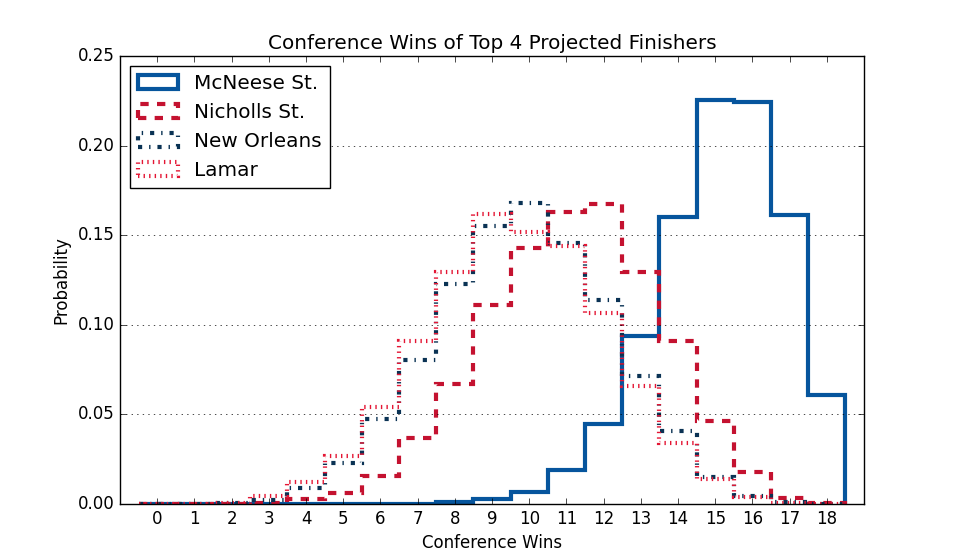 Conference Wins of Top 4 Projected Finishers
McNeese St.
Nicholls St.
New Orleans
Lamar
0.25
0.20
0.15
0.10
0.05
0.00
Probability
0 1 2 3 4 5 6 7 8 9 10 11 12 13 14 15 16 17 18
Conference Wins